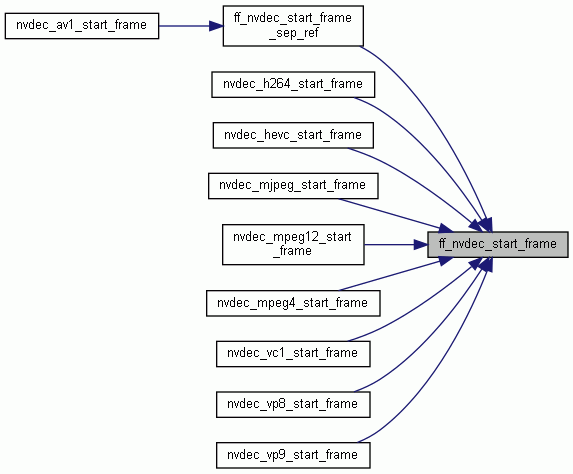 nvdec_av1_start_frame
ff_nvdec_start_frame
_sep_ref
nvdec_h264_start_frame
nvdec_hevc_start_frame
nvdec_mjpeg_start_frame
nvdec_mpeg12_start
_frame
ff_nvdec_start_frame
nvdec_mpeg4_start_frame
nvdec_vc1_start_frame
nvdec_vp8_start_frame
nvdec_vp9_start_frame